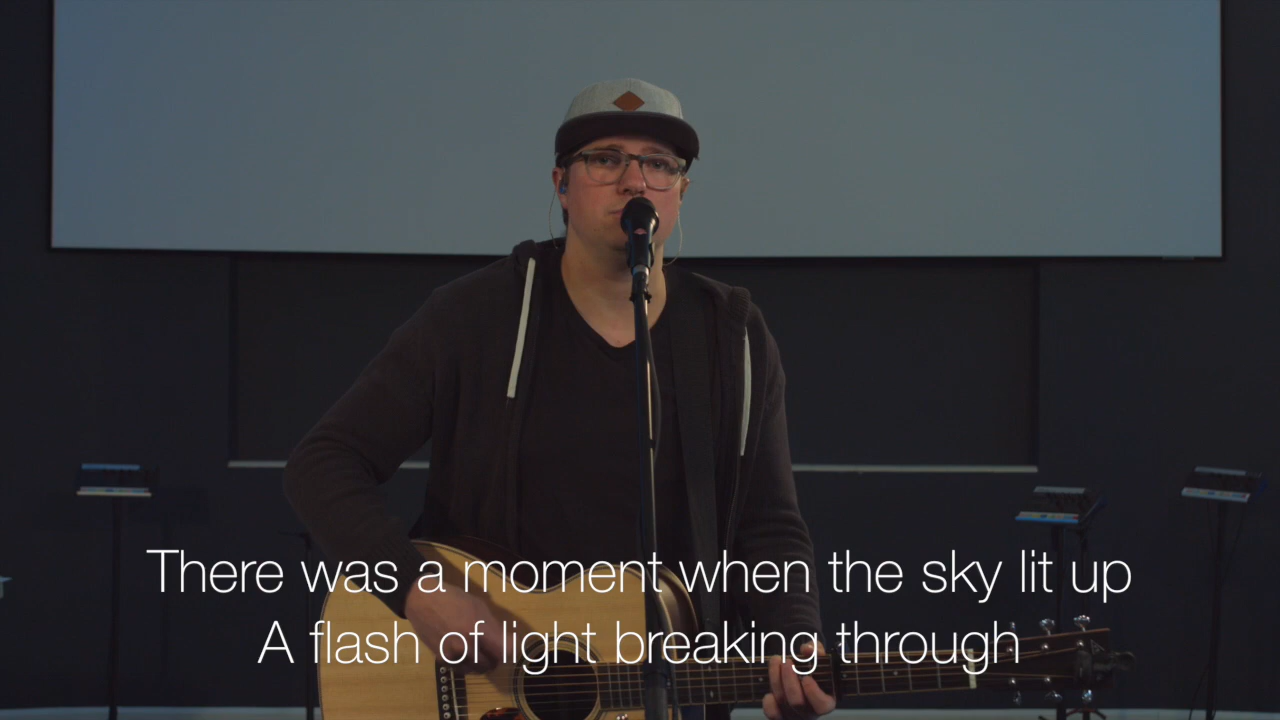 There was a moment when the sky lit up
A flash of light breaking through